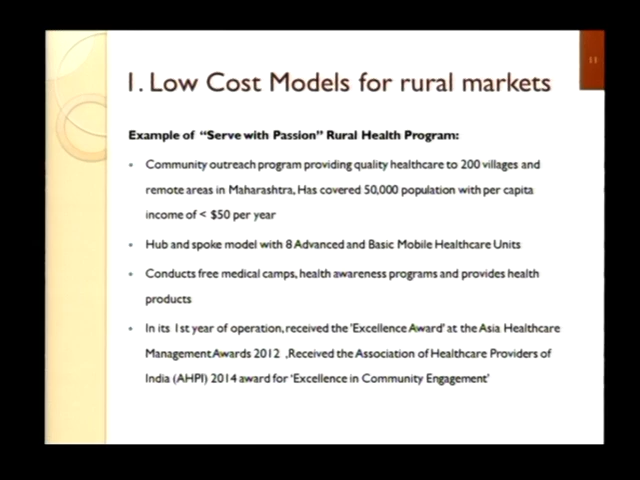 11
1. Low Cost Models for rural markets
Example of “Serve with Passion” Rural Health Program:
• Community outreach program providing quality healthcare to 200 villages and
remote areas in Maharashtra, Has covered 50,000 population with per capita
income of < $50 per year
• Hub and spoke model with 8 Advanced and Basic Mobile Healthcare Units
• Conducts free medical camps, health awareness programs and provides health
products
• In its 1st year of operation, received the 'Excellence Award' at the Asia Healthcare
Management Awards 2012 ,Received the Association of Healthcare Providers of
India (AHPI) 2014 award for 'Excellence in Community Engagement'